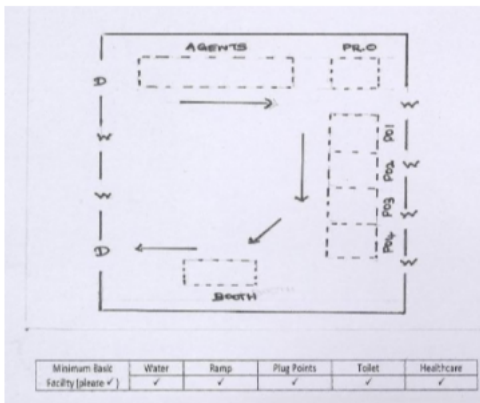 AGENTS PRO
D W
PO1
W PO2 W
W PO3 W
D PO4 W
BOOTH
Minimum Basic Water Ramp Plug Points Toilet Healthcare
Facility (please ✓) ✓ ✓ ✓ ✓ ✓